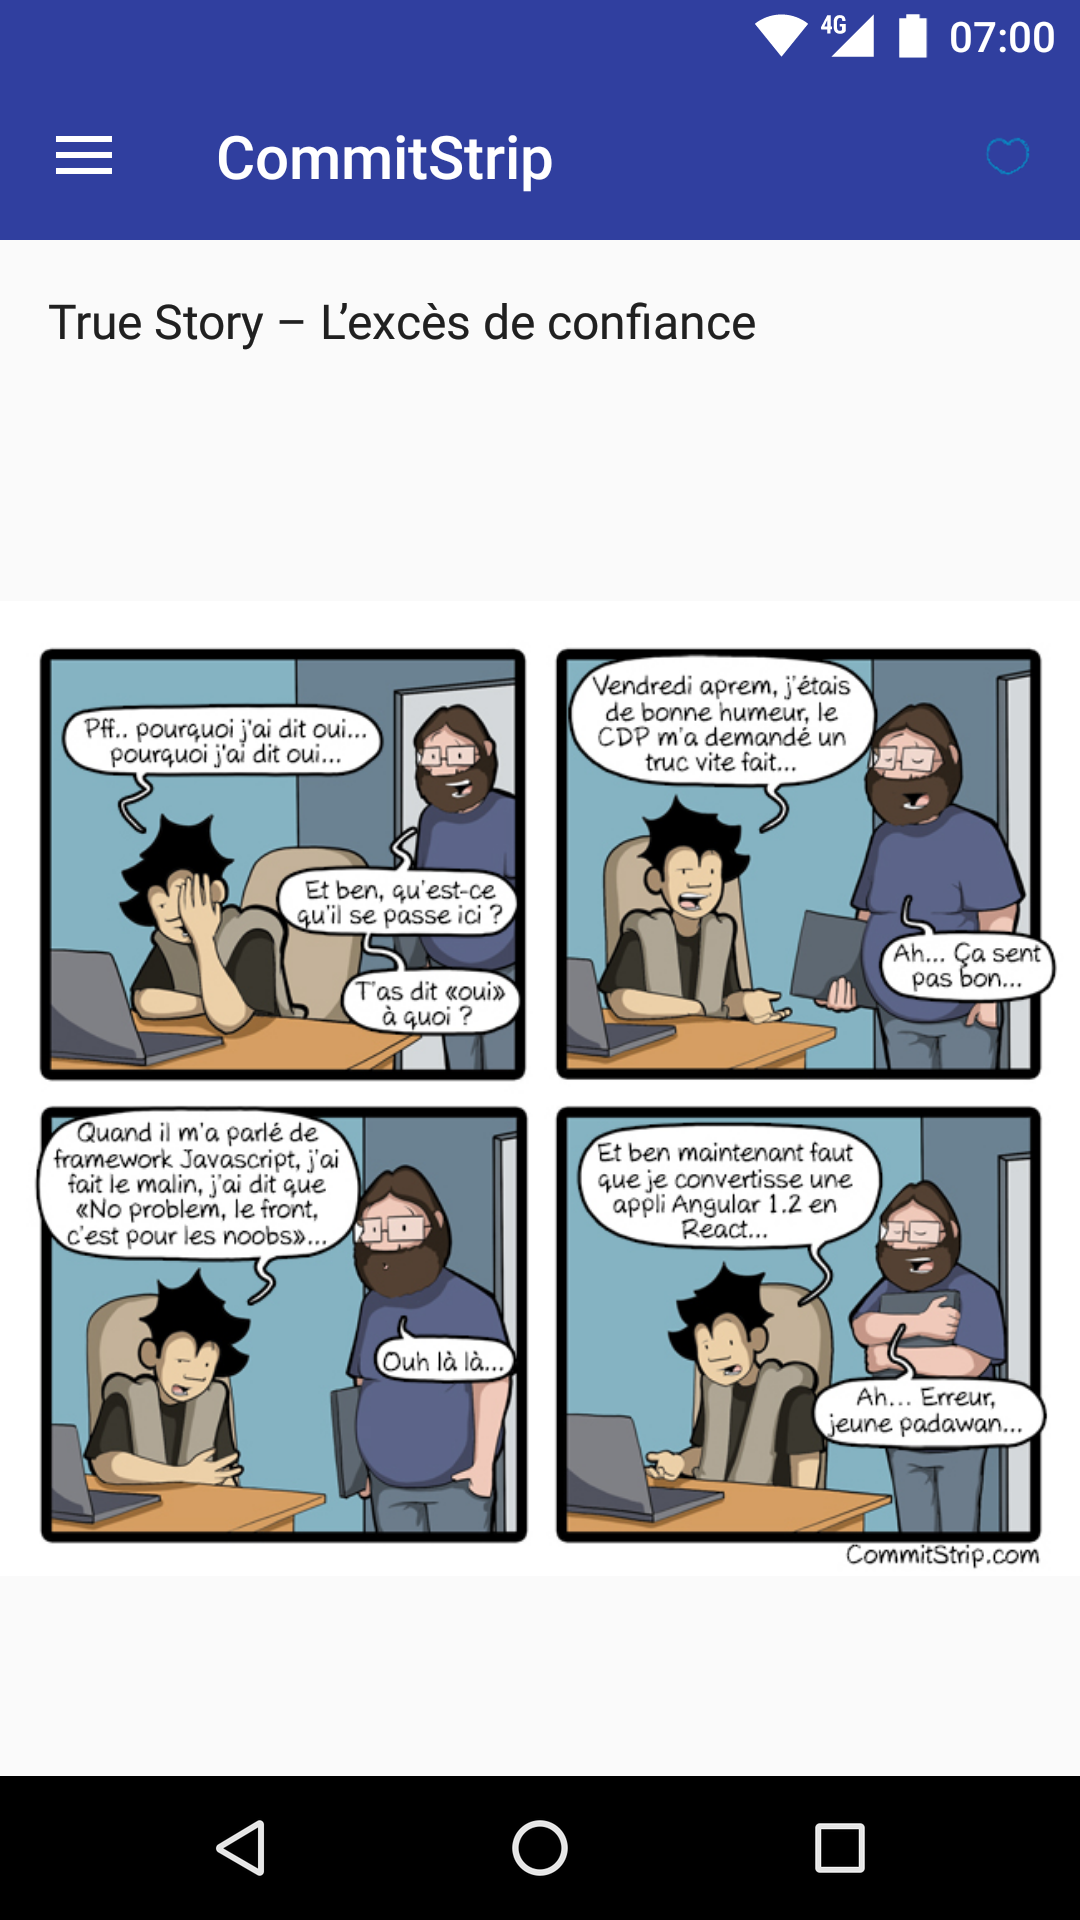 4G 07:00
CommitStrip
True Story – L’excès de confiance
Pff.. pourquoi j'ai dit oui...
pourquoi j'ai dit oui...
Et ben, qu'est-ce
qu'il se passe ici ?
T'as dit «oui»
à quoi ?
Vendredi aprem, j'étais
de bonne humeur, le
CDP m'a demandé un
truc vite fait...
Ah... Ça sent
pas bon...
Quand il m'a parlé de
framework Javascript, j'ai
fait le malin, j'ai dit que
«No problem, le front,
c'est pour les noobs»...
Ouh là là...
Et ben maintenant faut
que je convertisse une
appli Angular 1.2 en
React...
Ah... Erreur,
jeune padawan...
CommitStrip.com